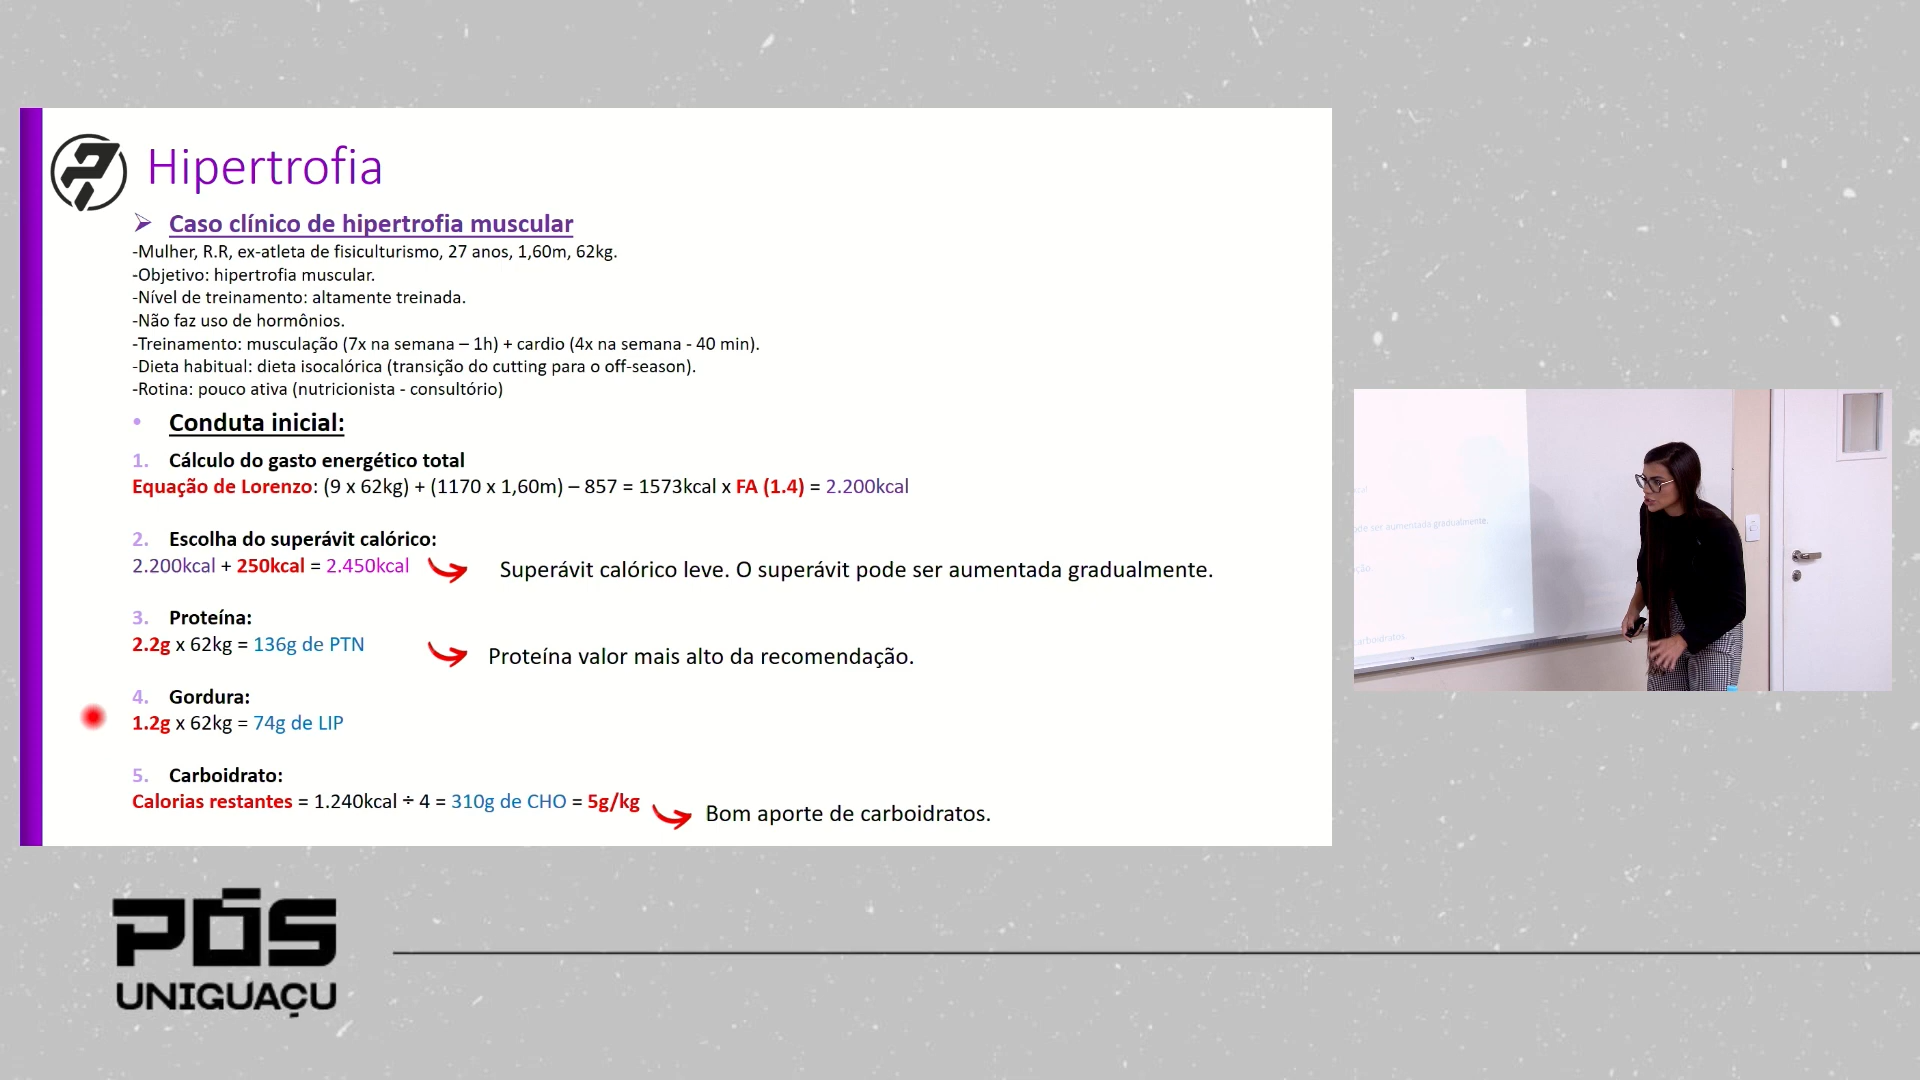 Hipertrofia
➢ Caso clínico de hipertrofia muscular
-Mulher, R.R, ex-atleta de fisiculturismo, 27 anos, 1,60m, 62kg.
-Objetivo: hipertrofia muscular.
-Nível de treinamento: altamente treinada.
-Não faz uso de hormônios.
-Treinamento: musculação (7x na semana – 1h) + cardio (4x na semana - 40 min).
-Dieta habitual: dieta isocalórica (transição do cutting para o off-season).
-Rotina: pouco ativa (nutricionista - consultório)
• Conduta inicial:
1. Cálculo do gasto energético total
Equação de Lorenzo: (9 x 62kg) + (1170 x 1,60m) – 857 = 1573kcal x FA (1.4) = 2.200kcal
2. Escolha do superávit calórico:
2.200kcal + 250kcal = 2.450kcal
Superávit calórico leve. O superávit pode ser aumentada gradualmente.
3. Proteína:
2.2g x 62kg = 136g de PTN
Proteína valor mais alto da recomendação.
4. Gordura:
1.2g x 62kg = 74g de LIP
5. Carboidrato:
Calorias restantes = 1.240kcal ÷ 4 = 310g de CHO = 5g/kg
Bom aporte de carboidratos.
ode ser aumentada gradualmente.
ção.
carboidratos.
PÓS
UNIGUAÇU